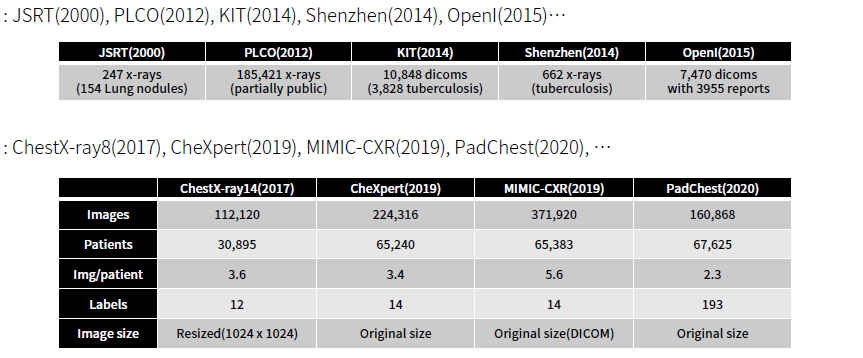 : JSRT(2000), PLCO(2012), KIT(2014), Shenzhen(2014), OpenI(2015)⋯
JSRT(2000) PLCO(2012) KIT(2014) Shenzhen(2014) OpenI(2015)
247 x-rays 185,421 x-rays 10,848 dicoms 662 x-rays 7,470 dicoms
(154 Lung nodules) (partially public) (3,828 tuberculosis) (tuberculosis) with 3955 reports
: ChestX-ray8(2017), CheXpert(2019), MIMIC-CXR(2019), PadChest(2020), ⋯
ChestX-ray14(2017) CheXpert(2019) MIMIC-CXR(2019) PadChest(2020)
Images 112,120 224,316 371,920 160,868
Patients 30,895 65,240 65,383 67,625
Img/patient 3.6 3.4 5.6 2.3
Labels 12 14 14 193
Image size Resized(1024 x 1024) Original size Original size(DICOM) Original size